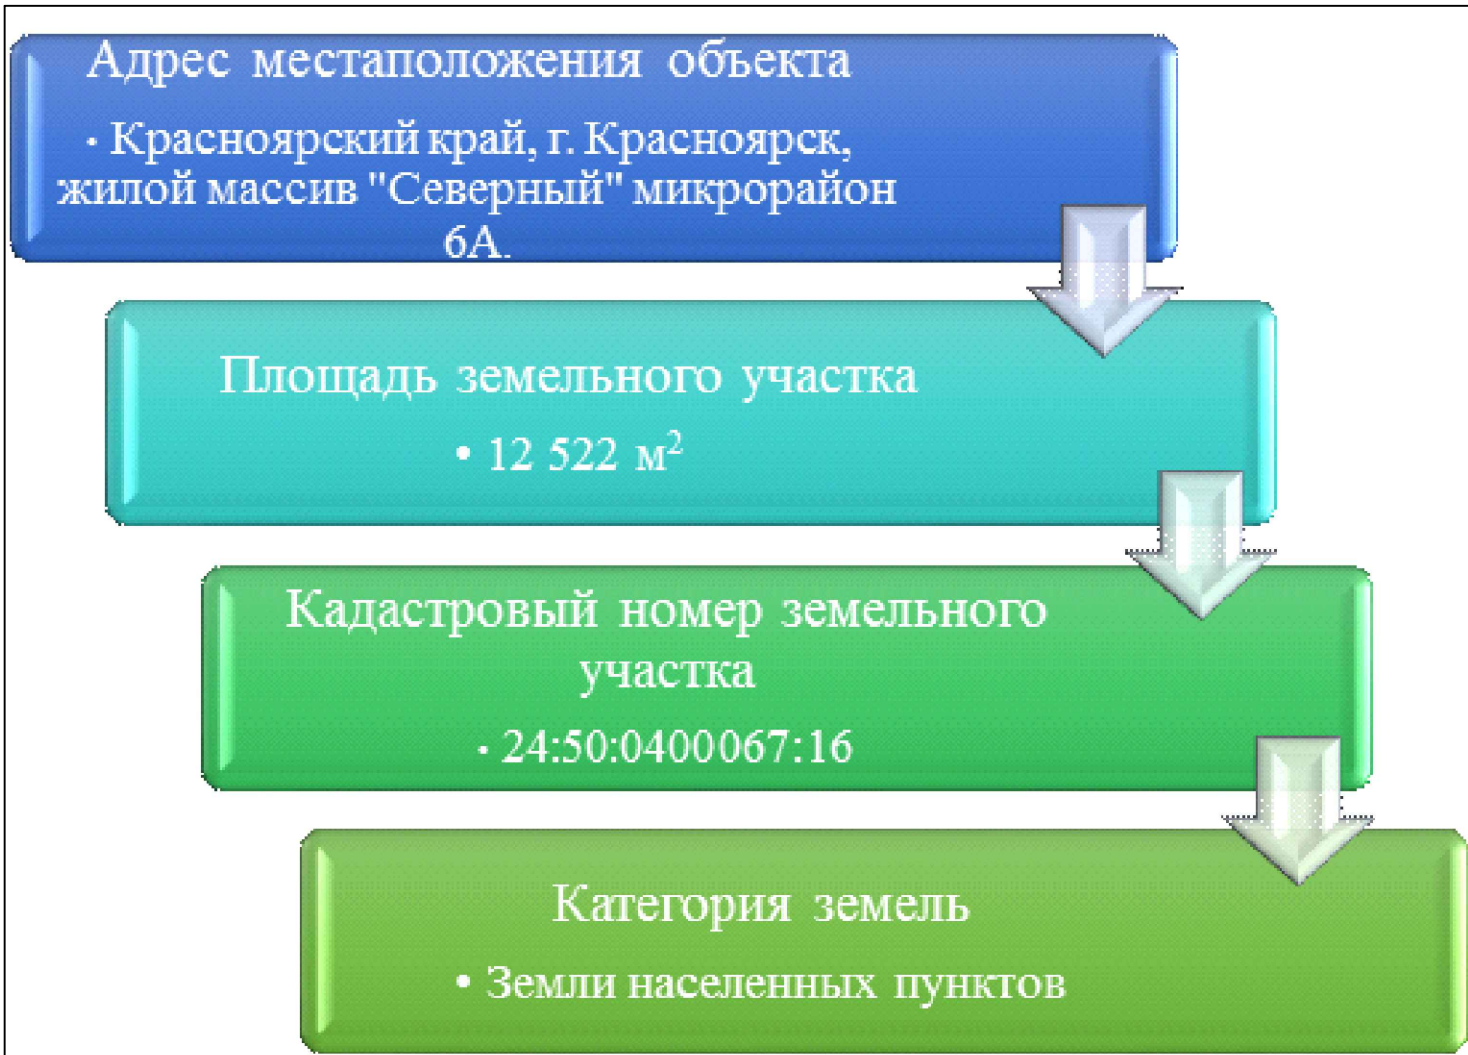 Адрес местаположения объекта
· Красноярский край, г. Красноярск,
жилой массив "Северный" микрорайон
6А.
Площадь земельного участка
• 12 522 м²
Кадастровый номер земельного
участка
· 24:50:0400067:16
Категория земель
• Земли населенных пунктов